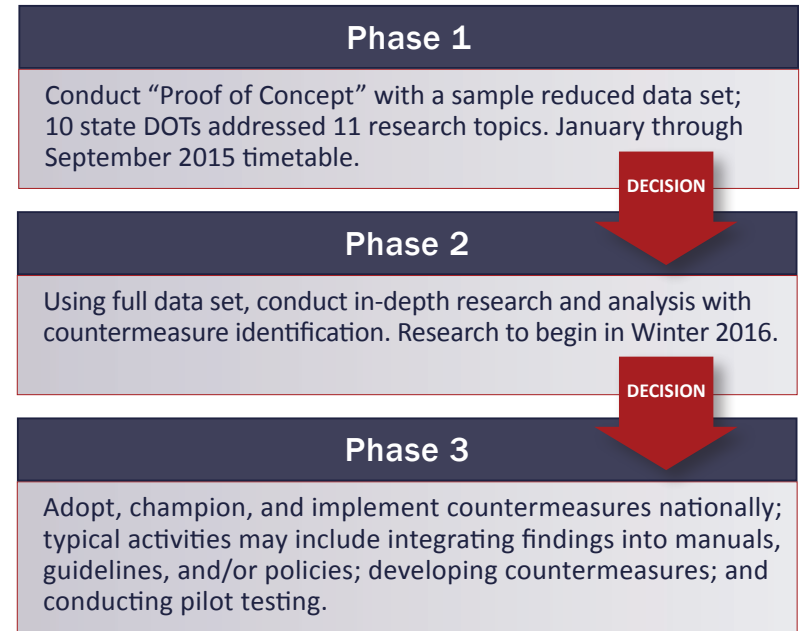 Phase 1
Conduct “Proof of Concept” with a sample reduced data set;
10 state DOTs addressed 11 research topics. January through
September 2015 timetable.
DECISION
Phase 2
Using full data set, conduct in-depth research and analysis with
countermeasure identification. Research to begin in Winter 2016.
DECISION
Phase 3
Adopt, champion, and implement countermeasures nationally;
typical activities may include integrating findings into manuals,
guidelines, and/or policies; developing countermeasures; and
conducting pilot testing.